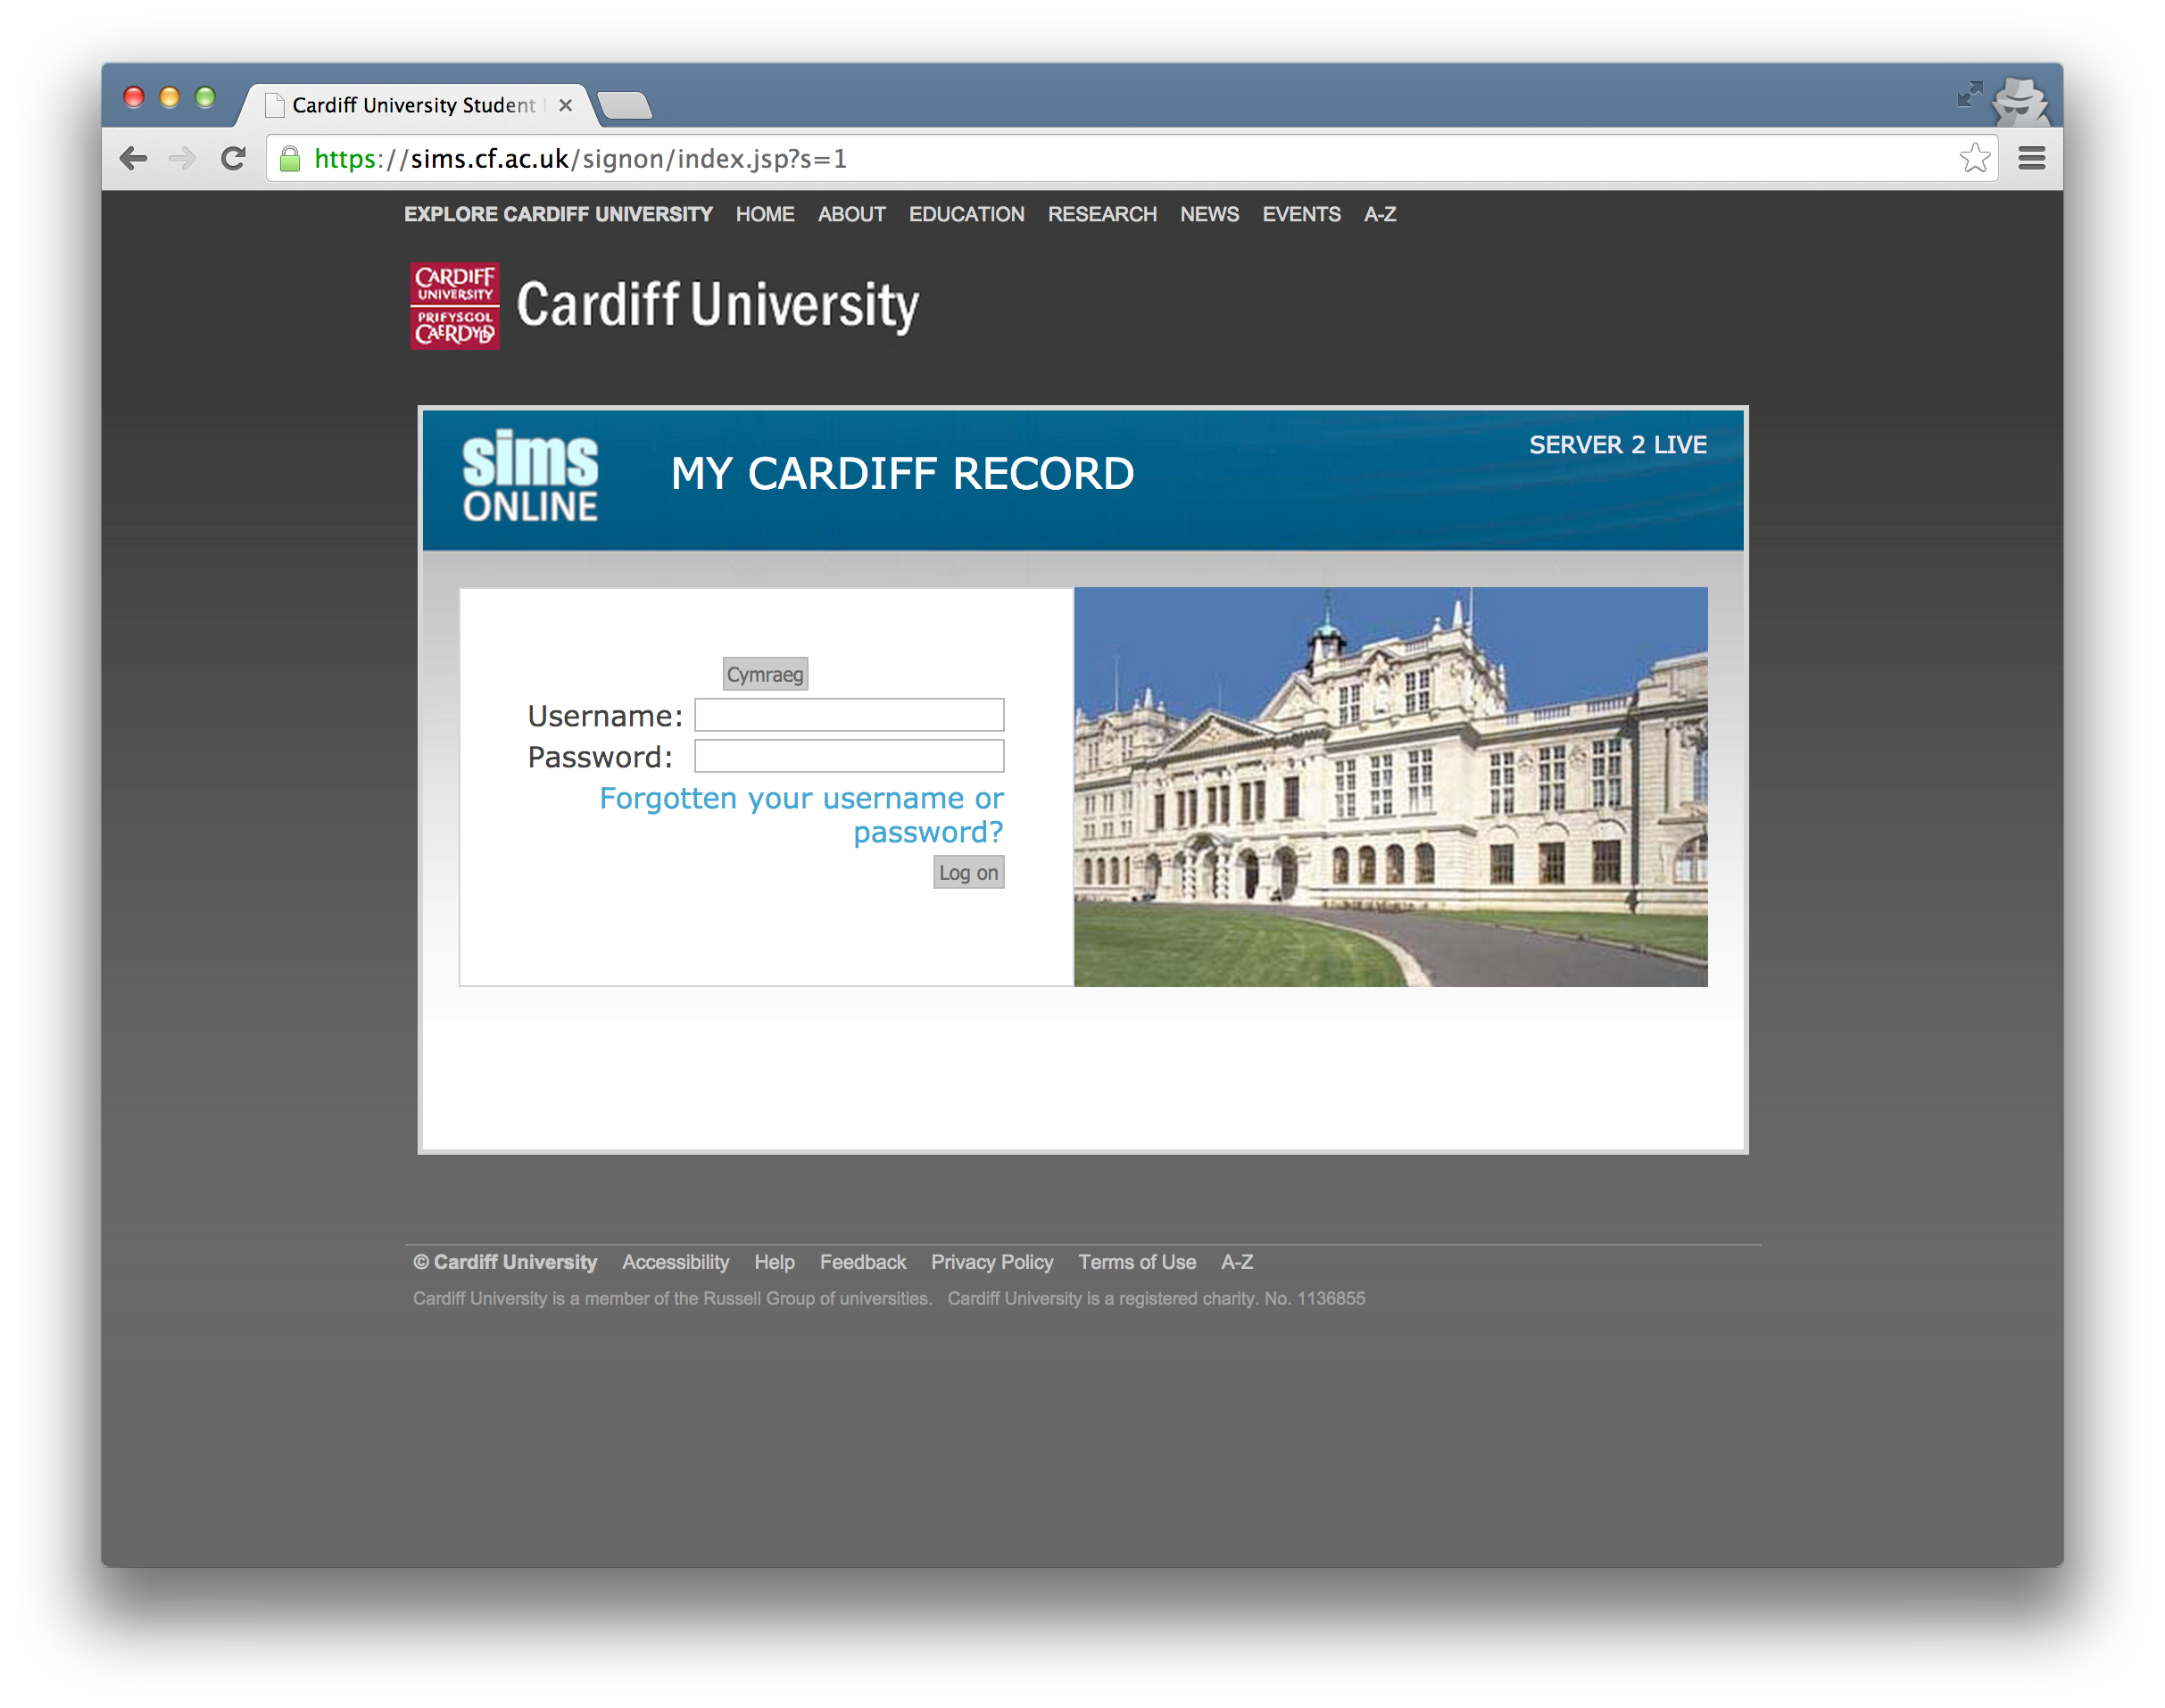 Cardiff University Student
https://sims.cf.ac.uk/signon/index.jsp?s=1
EXPLORE CARDIFF UNIVERSITY HOME ABOUT EDUCATION RESEARCH NEWS EVENTS A-Z
CARDIFF
UNIVERSITY
PRIFYSGOL
CAERDYDD
Cardiff University
sims
ONLINE
MY CARDIFF RECORD
SERVER 2 LIVE
Cymraeg
Username:
Password:
Forgotten your username or
password?
Log on
© Cardiff University Accessibility Help Feedback Privacy Policy Terms of Use A-Z
Cardiff University is a member of the Russell Group of universities. Cardiff University is a registered charity. No. 1136855